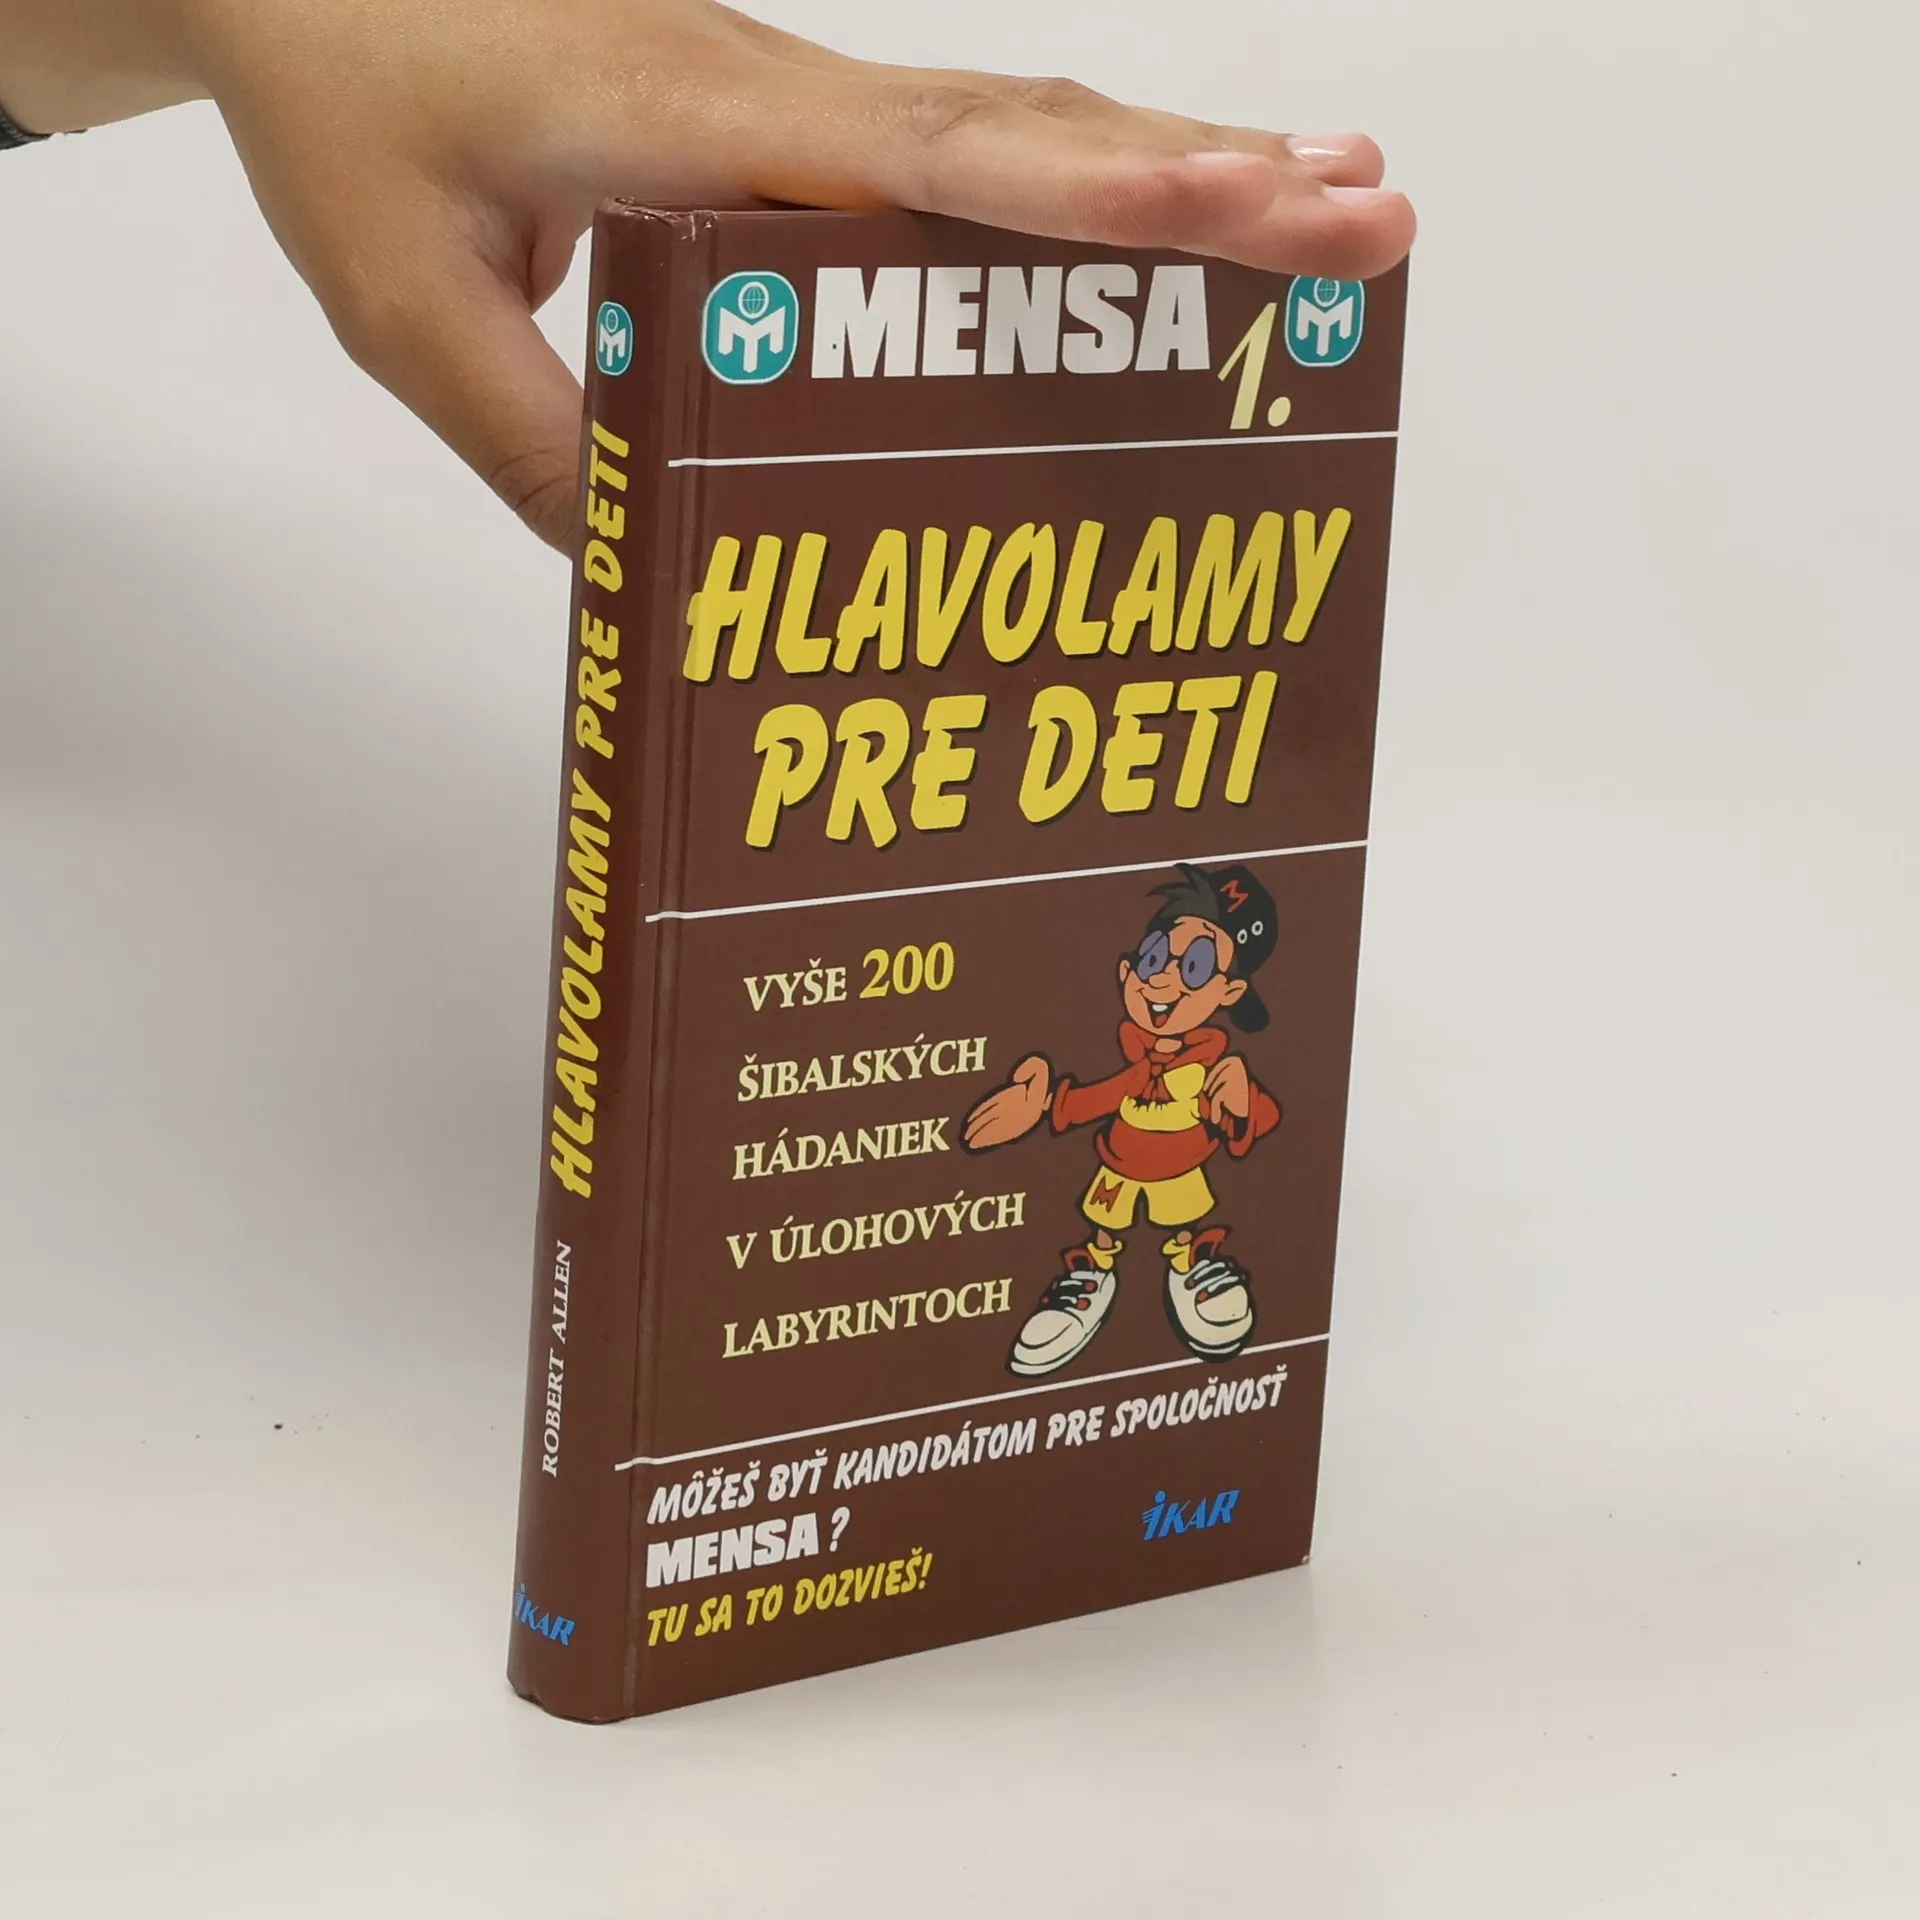 MENSA 1.
HLAVOLAMY
PRE DETI
VYŠE 200
ŠIBALSKÝCH
HÁDANIEK
V ÚLOHOVÝCH
LABYRINTOCH
MÔŽEŠ BYŤ KANDIDÁTOM PRE SPOLOČNOSŤ
MENSA?
TU SA TO DOZVIEŠ!
IKAR
ROBERT ALLEN HLAVOLAMY PRE DETI
IKAR